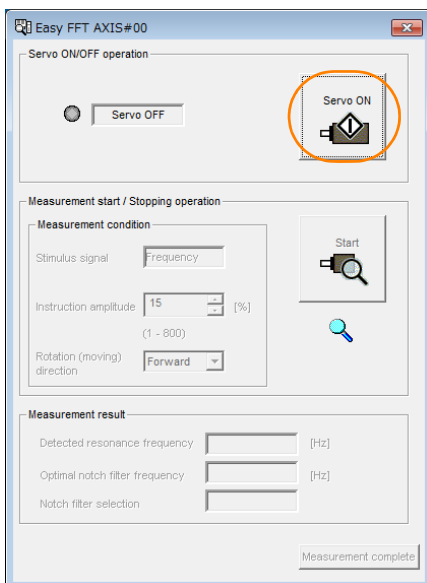 Easy FFT AXIS#00
Servo ON/OFF operation
Servo OFF
Servo ON
Measurement start / Stopping operation
Measurement condition
Stimulus signal Frequency
Start
Instruction amplitude 15 [%]
(1 - 800)
Rotation (moving)
direction
Forward
Measurement result
Detected resonance frequency [Hz]
Optimal notch filter frequency [Hz]
Notch filter selection
Measurement complete